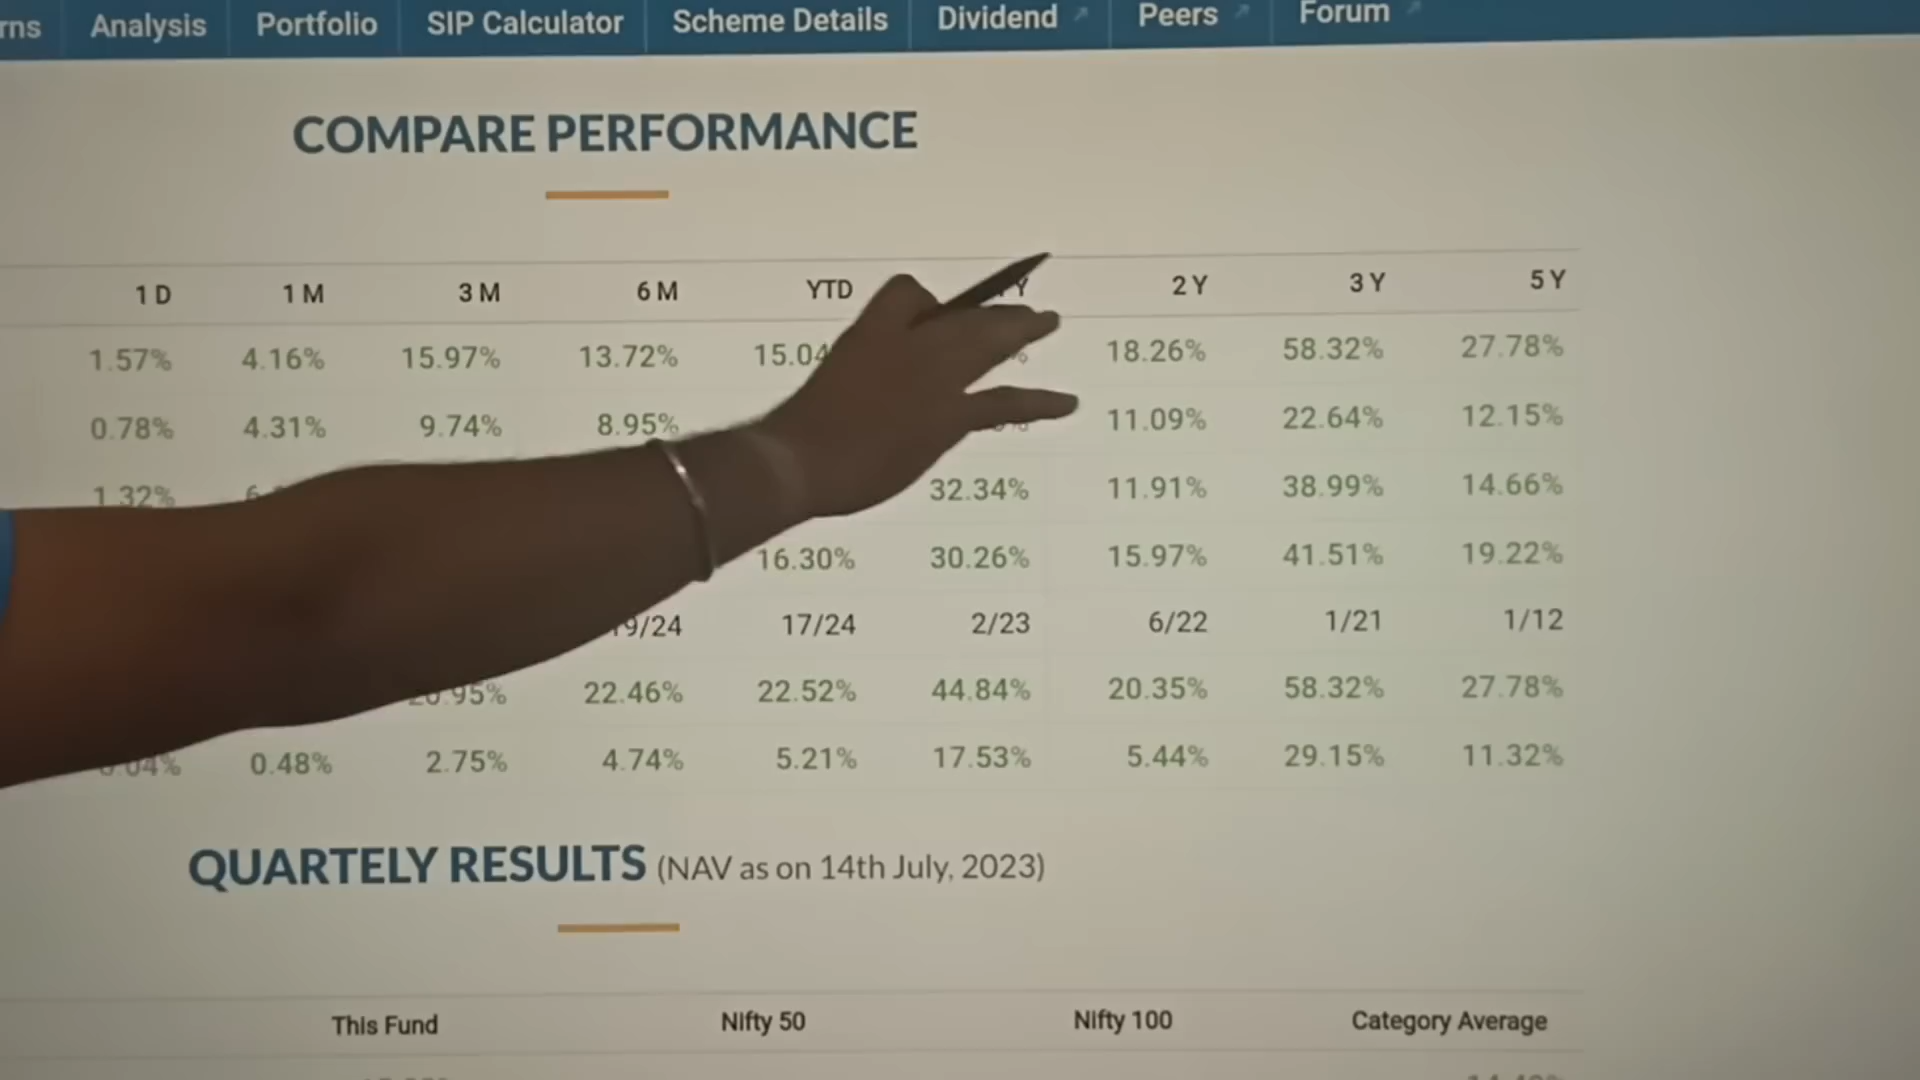 Analysis Portfolio SIP Calculator Scheme Details Dividend Peers Forum
COMPARE PERFORMANCE
1 D 1 M 3 M 6 M YTD 2 Y 3 Y 5 Y
1.57% 4.16% 15.97% 13.72% 18.26% 58.32% 27.78%
0.78% 4.31% 9.74% 8.95% 11.09% 22.64% 12.15%
1.32% 32.34% 11.91% 38.99% 14.66%
16.30% 30.26% 15.97% 41.51% 19.22%
17/24 2/23 6/22 1/21 1/12
22.46% 22.52% 44.84% 20.35% 58.32% 27.78%
0.48% 2.75% 4.74% 5.21% 17.53% 5.44% 29.15% 11.32%
QUARTELY RESULTS (NAV as on 14th July, 2023)
This Fund Nifty 50 Nifty 100 Category Average